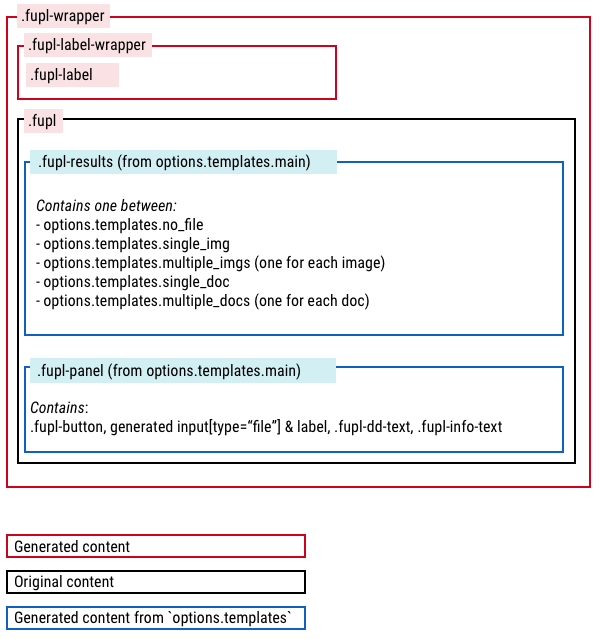 .fupl-wrapper
.fupl-label-wrapper
.fupl-label
.fupl
.fupl-results (from options.templates.main)
Contains one between:
- options.templates.no_file
- options.templates.single_img
- options.templates.multiple_imgs (one for each image)
- options.templates.single_doc
- options.templates.multiple_docs (one for each doc)
.fupl-panel (from options.templates.main)
Contains:
.fupl-button, generated input[type=“file”] & label, .fupl-dd-text, .fupl-info-text
Generated content
Original content
Generated content from `options.templates`